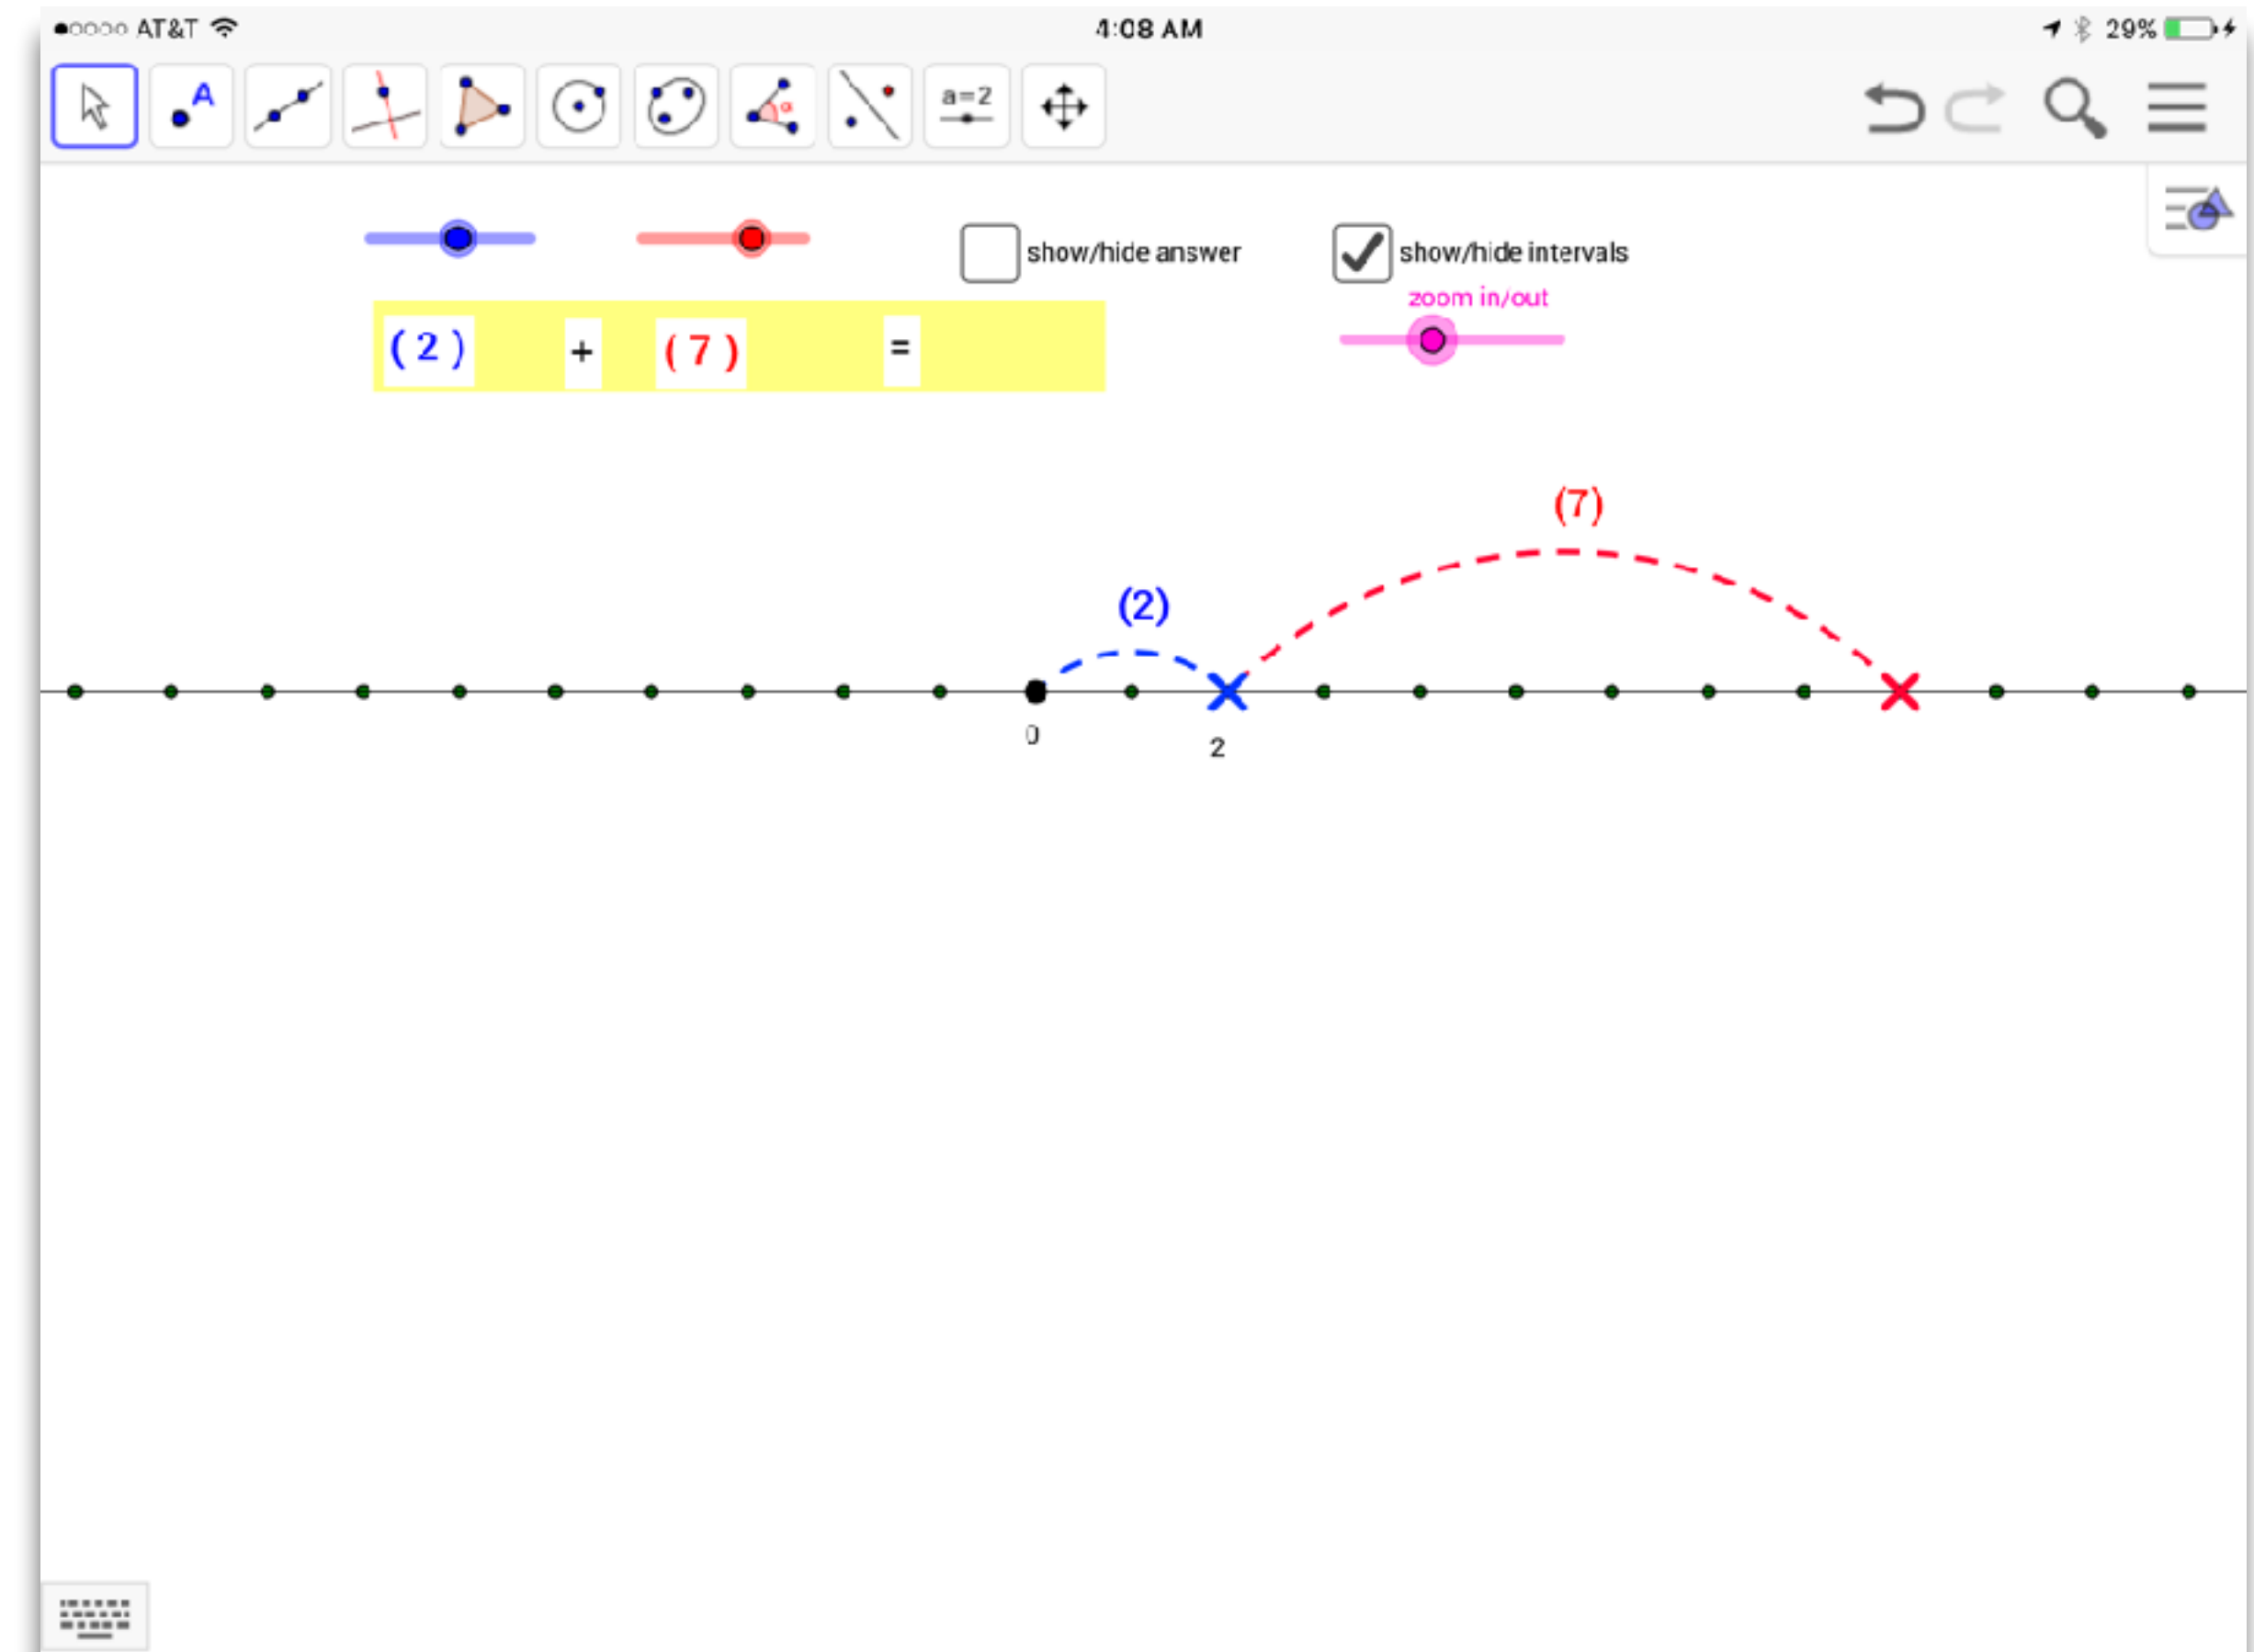 AT&T 4:08 AM 29%
A α a=2
show/hide answer show/hide intervals
zoom in/out
( 2 ) + ( 7 ) =
(7)
(2)
0 2